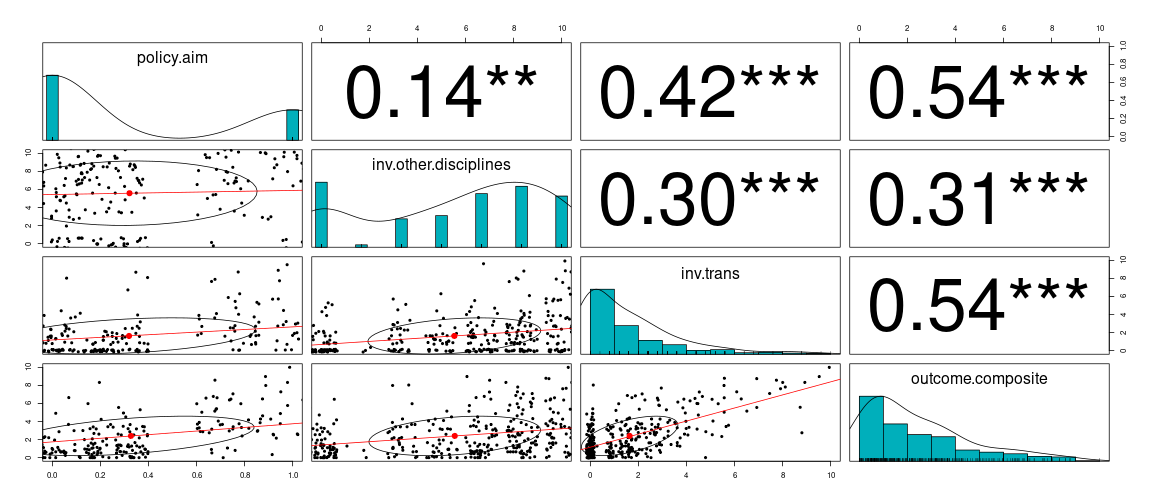 0 2 4 6 8 10 0 2 4 6 8 10
policy.aim 0.14** 0.42*** 0.54*** 0.0 0.2 0.4 0.6 0.8 1.0
0 2 4 6 8 10 inv.other.disciplines 0.30*** 0.31***
inv.trans 0.54*** 0 2 4 6 8 10
0 2 4 6 8 10 outcome.composite
0.0 0.2 0.4 0.6 0.8 1.0 0 2 4 6 8 10